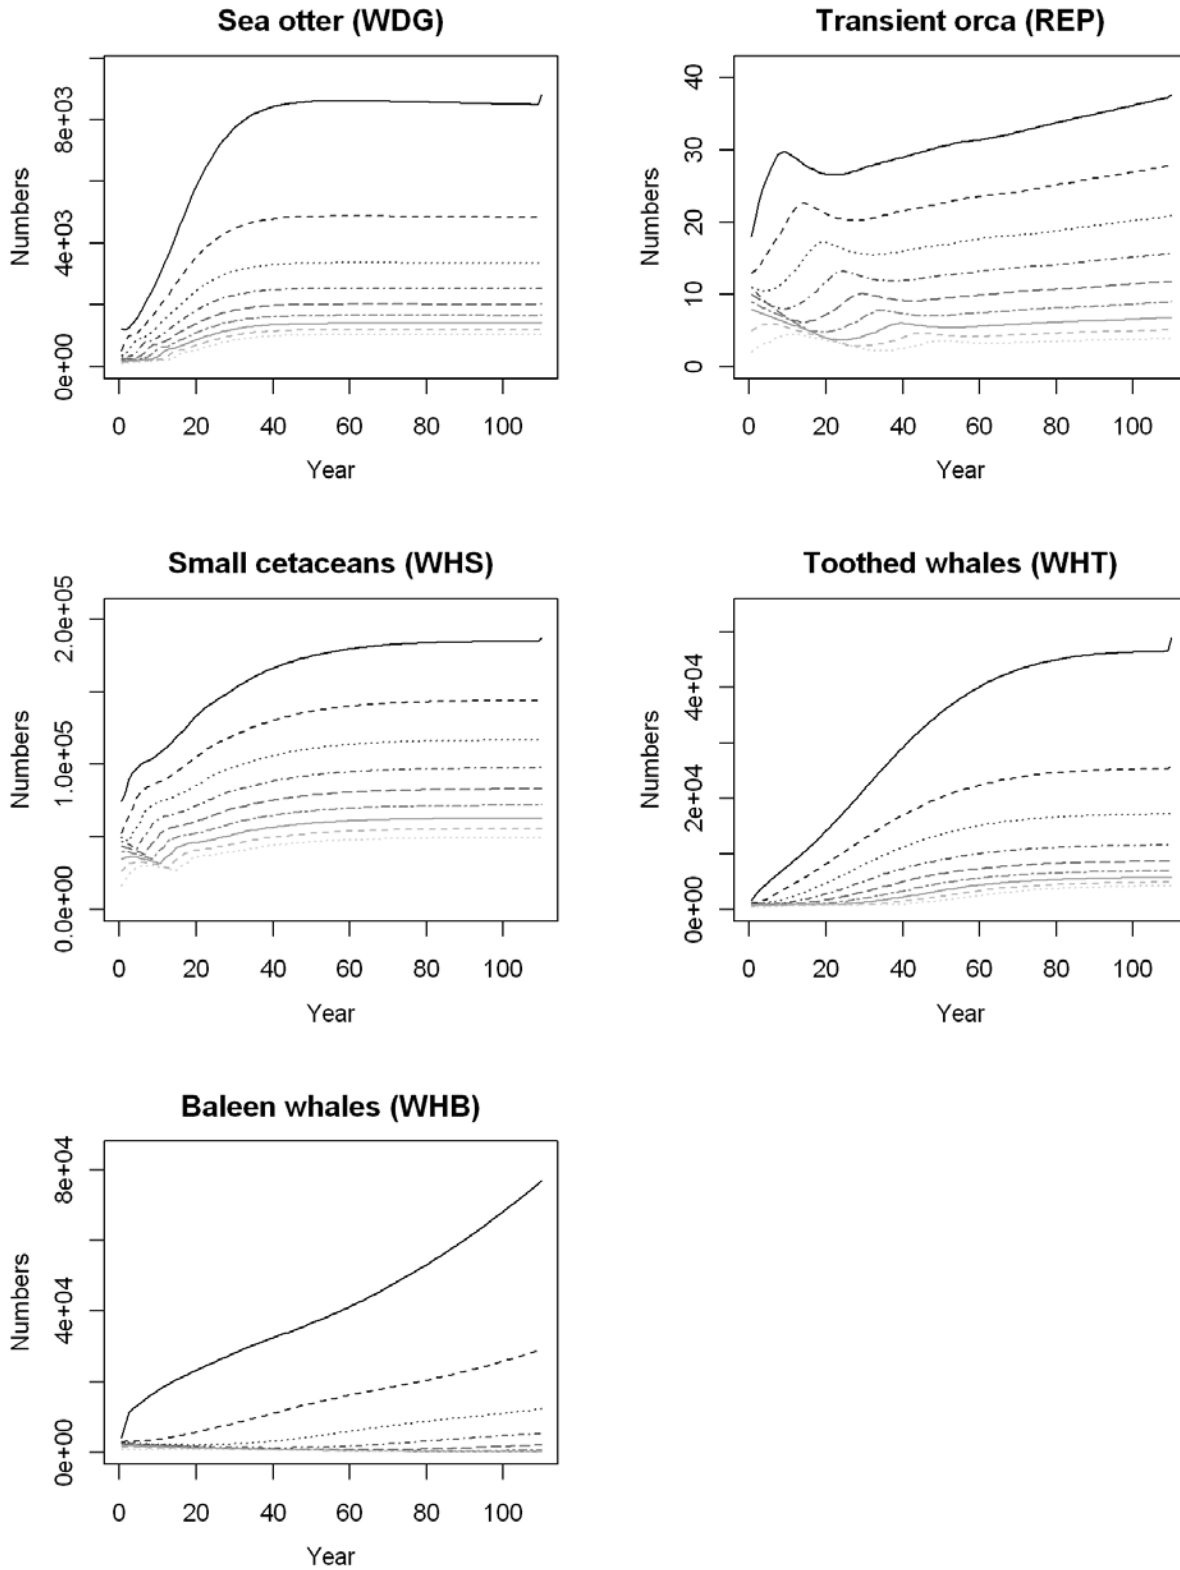 Sea otter (WDG)
Numbers
0e+00 4e+03 8e+03
0 20 40 60 80 100
Year
Transient orca (REP)
Numbers
0 10 20 30 40
0 20 40 60 80 100
Year
Small cetaceans (WHS)
Numbers
0.0e+00 1.0e+05 2.0e+05
0 20 40 60 80 100
Year
Toothed whales (WHT)
Numbers
0e+00 2e+04 4e+04
0 20 40 60 80 100
Year
Baleen whales (WHB)
Numbers
0e+00 4e+04 8e+04
0 20 40 60 80 100
Year